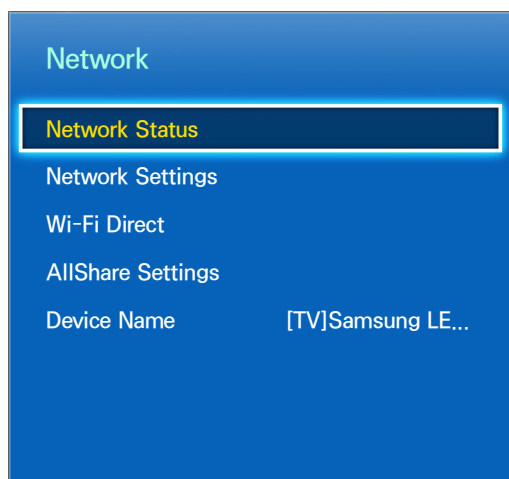 Network
Network Status
Network Settings
Wi-Fi Direct
AllShare Settings
Device Name [TV]Samsung LE...